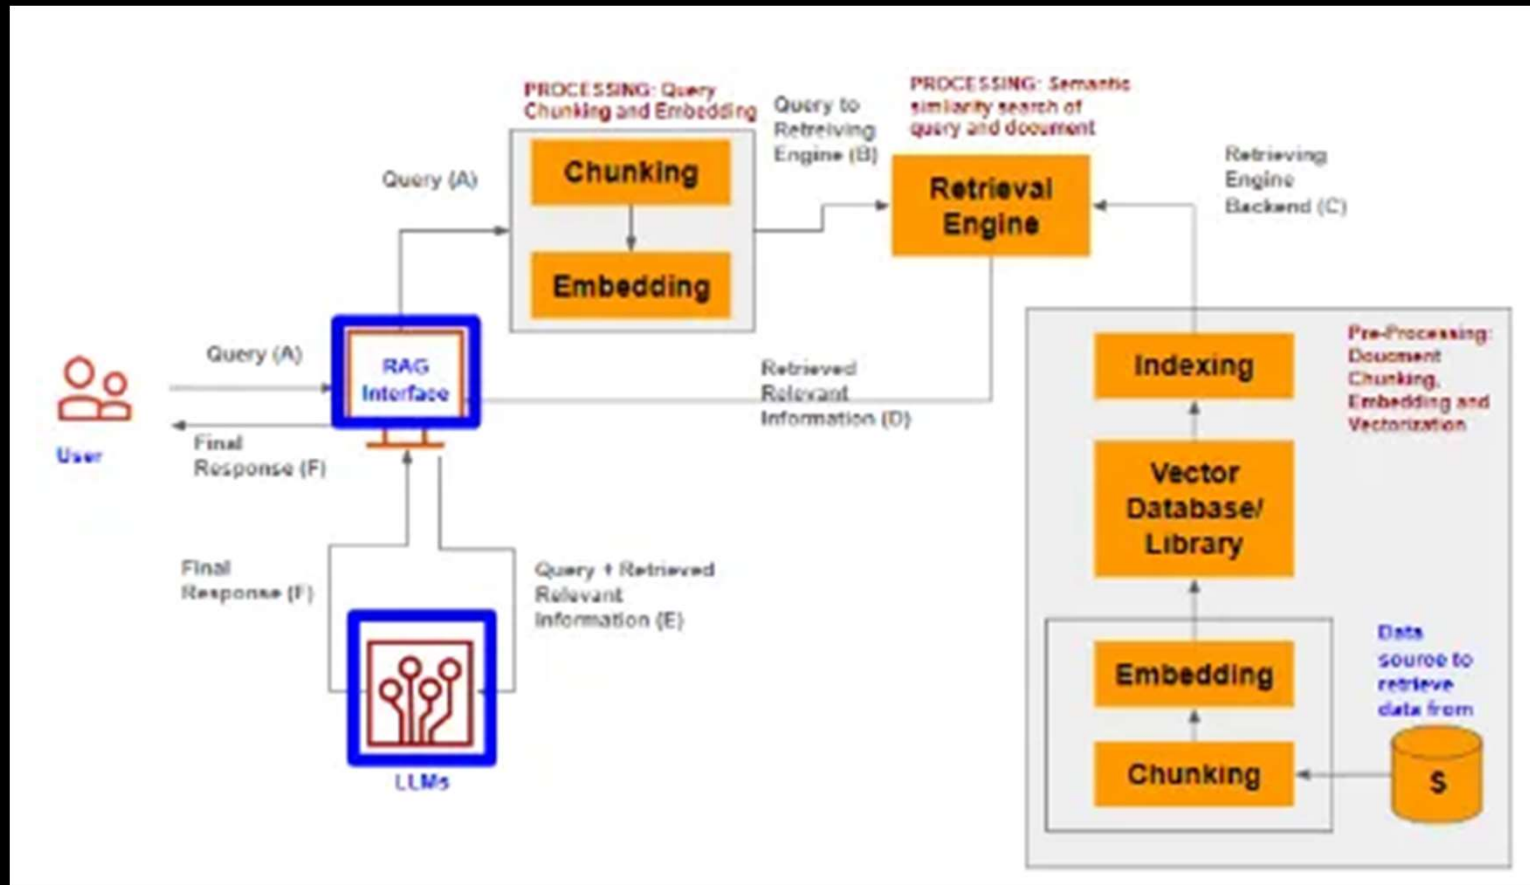 PROCESSING: Query
Chunking and Embedding
Chunking
Embedding
Query (A)
Query to
Retreiving
Engine (B)
PROCESSING: Semantic
similarity search of
query and document
Retrieval
Engine
Retrieving
Engine
Backend (C)
Query (A)
RAG
Interface
User
Final
Response (F)
Retrieved
Relevant
Information (D)
Final
Response (F)
Query + Retrieved
Relevant
Information (E)
LLMs
Pre-Processing:
Doucment
Chunking,
Embedding and
Vectorization
Indexing
Vector
Database/
Library
Embedding
Chunking
Data
source to
retrieve
data from
$